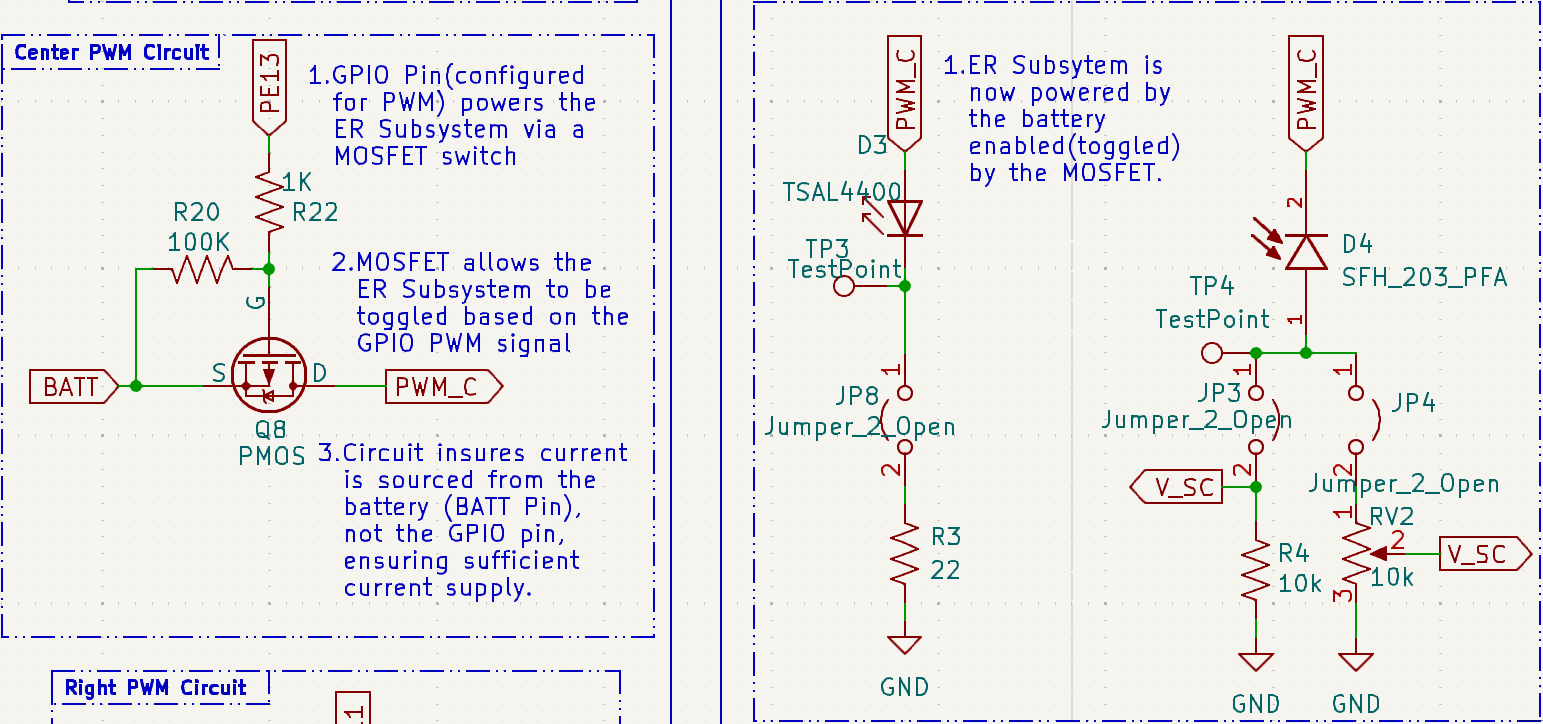 Center PWM Circuit
PE13
1.GPIO Pin(configured
for PWM) powers the
ER Subsystem via a
MOSFET switch
1K
R22
R20
100K
2.MOSFET allows the
ER Subsystem to be
toggled based on the
GPIO PWM signal
G
S
D
BATT
PWM_C
Q8
PMOS
3.Circuit insures current
is sourced from the
battery (BATT Pin),
not the GPIO pin,
ensuring sufficient
current supply.
Right PWM Circuit
1
PWM_C
1.ER Subsytem is
now powered by
the battery
enabled(toggled)
by the MOSFET.
D3
TSAL4400
TP3
TestPoint
1
JP8
Jumper_2_Open
2
R3
22
GND
PWM_C
2
D4
SFH_203_PFA
TP4
TestPoint
1
1
1
JP3
Jumper_2_Open
JP4
2
2
Jumper_2_Open
V_SC
1
RV2
2
V_SC
R4
10k
10k
3
GND
GND